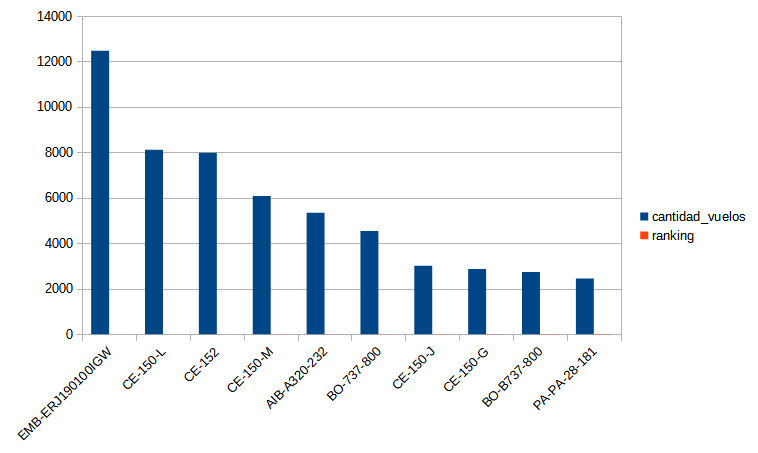 14000
12000
10000
8000
6000
4000
2000
0
EMB-ERJ190100IGW
CE-150-L
CE-152
CE-150-M
AIB-A320-232
BO-737-800
CE-150-J
CE-150-G
BO-B737-800
PA-PA-28-181
cantidad_vuelos
ranking